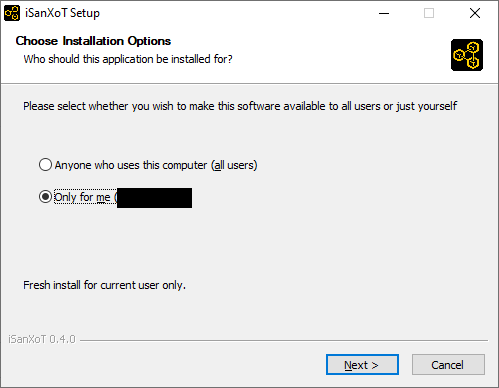 iSanXoT Setup
Choose Installation Options
Who should this application be installed for?
Please select whether you wish to make this software available to all users or just yourself
Anyone who uses this computer (all users)
Only for me (
Fresh install for current user only.
iSanXoT 0.4.0
Next >
Cancel